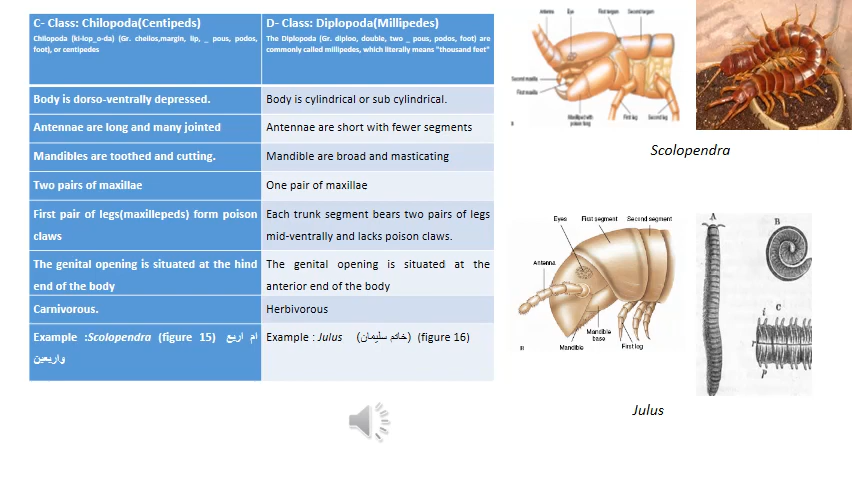 C- Class: Chilopoda(Centipeds)
Chilopoda (ki-lop_o-da) (Gr. cheilos,margin, lip, _ pous, podos,
foot), or centipedes
D- Class: Diplopoda(Millipedes)
The Diplopoda (Gr. diploo, double, two _ pous, podos, foot) are
commonly called millipedes, which literally means "thousand feet"
Body is dorso-ventrally depressed.
Body is cylindrical or sub cylindrical.
Antennae are long and many jointed
Antennae are short with fewer segments
Mandibles are toothed and cutting.
Mandible are broad and masticating
Two pairs of maxillae
One pair of maxillae
First pair of legs(maxillepeds) form poison
claws
Each trunk segment bears two pairs of legs
mid-ventrally and lacks poison claws.
The genital opening is situated at the hind
end of the body
The genital opening is situated at the
anterior end of the body
Carnivorous.
Herbivorous
Example :Scolopendra (figure 15) ام اربع
واربعين
Example : Julus (خاتم سليمان) (figure 16)
Antenna
Eye
First tergum
Second tergum
Second maxilla
First maxilla
Maxilliped with
poison fang
First leg
Second leg
Scolopendra
Eyes
First segment
Second segment
Antenna
Mandible
base
Mandible
First leg
A
B
C
i
r
p
Julus